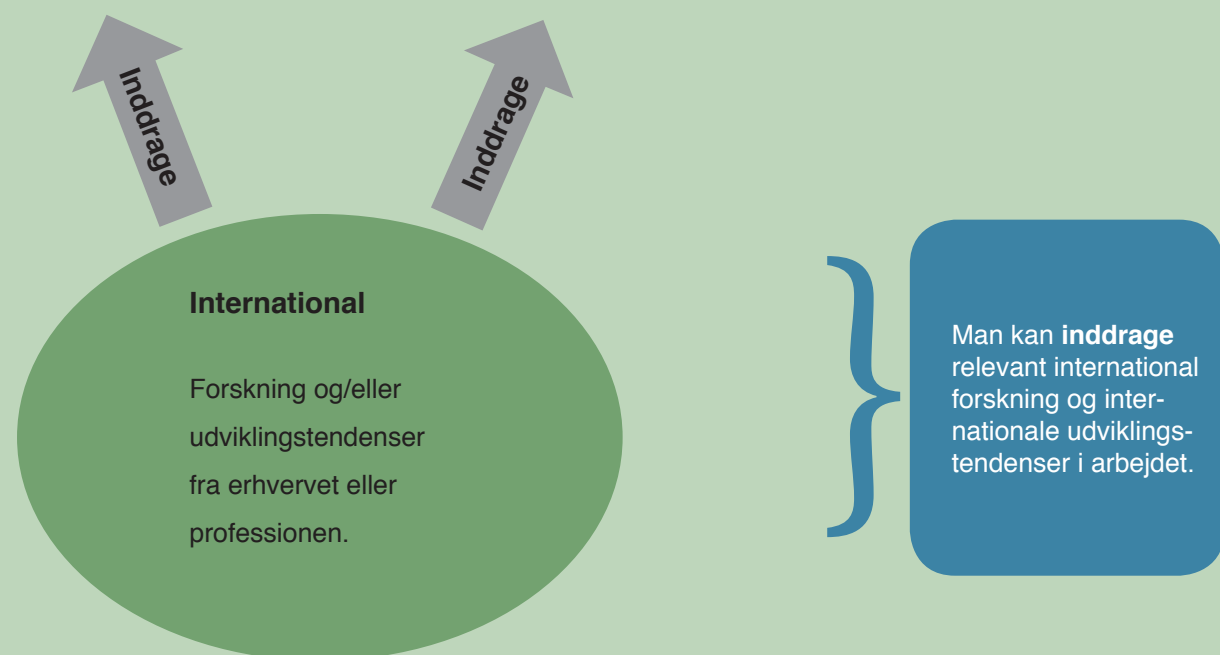 Inddrage
Inddrage
International
Forskning og/eller
udviklingstendenser
fra erhvervet eller
professionen.
Man kan inddrage
relevant international
forskning og inter-
nationale udviklings-
tendenser i arbejdet.